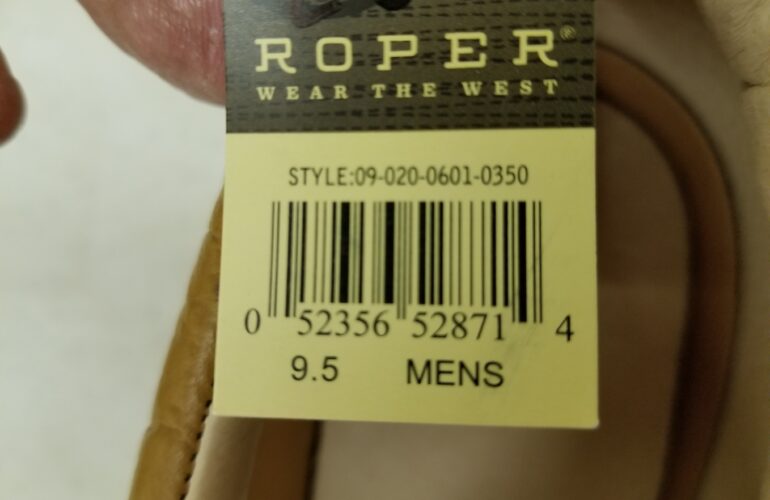 ROPER®
WEAR THE WEST
STYLE:09-020-0601-0350
0 52356 52871 4
9.5 MENS